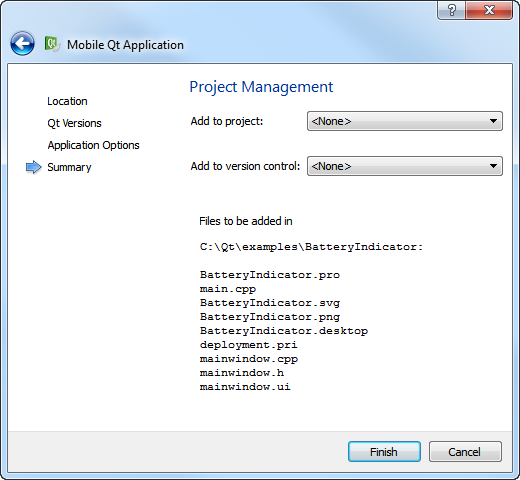 Mobile Qt Application
Location
Qt Versions
Application Options
Summary
Project Management
Add to project: <None>
Add to version control: <None>
Files to be added in
C:\Qt\examples\BatteryIndicator:
BatteryIndicator.pro
main.cpp
BatteryIndicator.svg
BatteryIndicator.png
BatteryIndicator.desktop
deployment.pri
mainwindow.cpp
mainwindow.h
mainwindow.ui
Finish Cancel